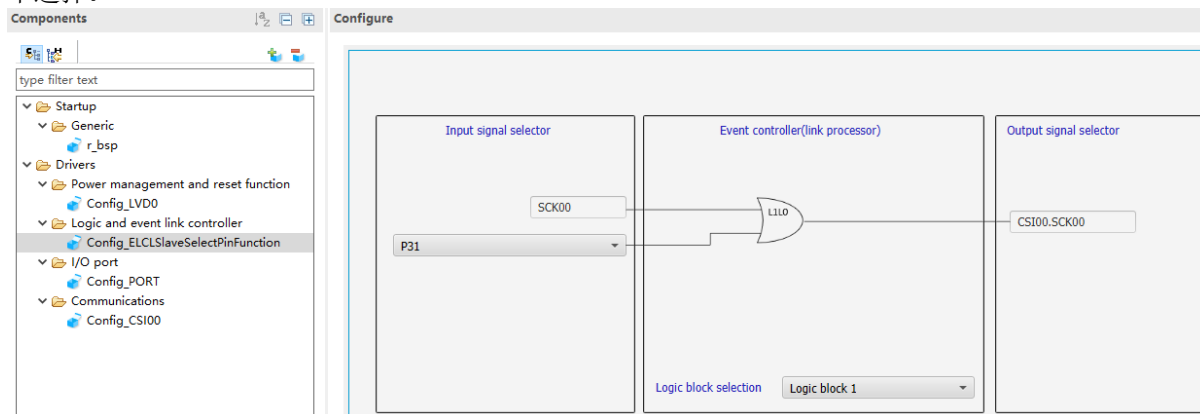 Components
Configure
type filter text
Startup
Generic
r_bsp
Drivers
Power management and reset function
Config_LVD0
Logic and event link controller
Config_ELCLSlaveSelectPinFunction
I/O port
Config_PORT
Communications
Config_CSI00
Input signal selector
Event controller(link processor)
Output signal selector
SCK00
L1L0
CSI00.SCK00
P31
Logic block selection
Logic block 1